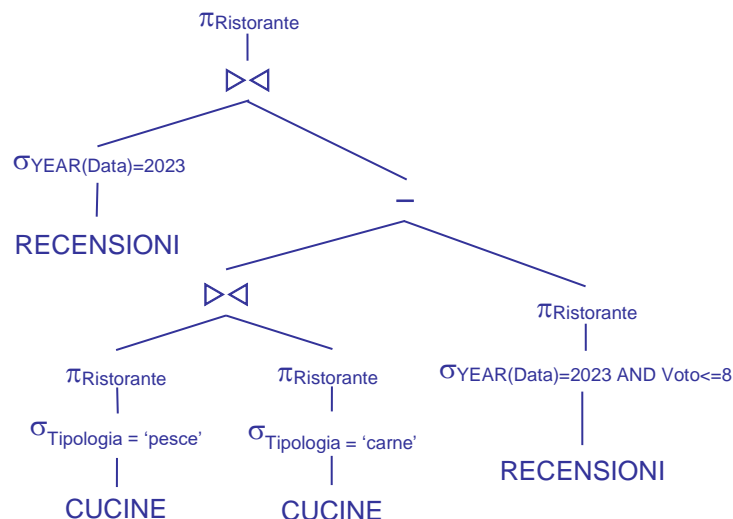 πRistorante
▷◁
σYEAR(Data)=2023
–
RECENSIONI
▷◁
πRistorante
πRistorante
πRistorante
σYEAR(Data)=2023 AND Voto<=8
σTipologia = ‘pesce’
σTipologia = ‘carne’
RECENSIONI
CUCINE
CUCINE